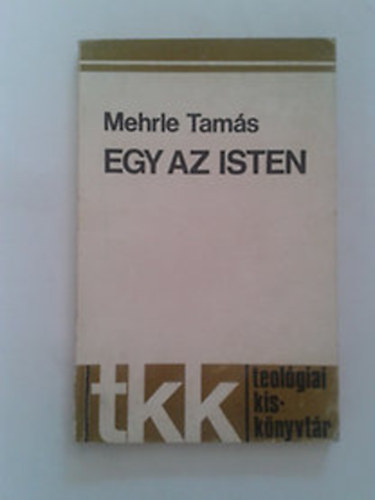 Mehrle Tamás
EGY AZ ISTEN
tkk
teológiai
kis-
könyvtár